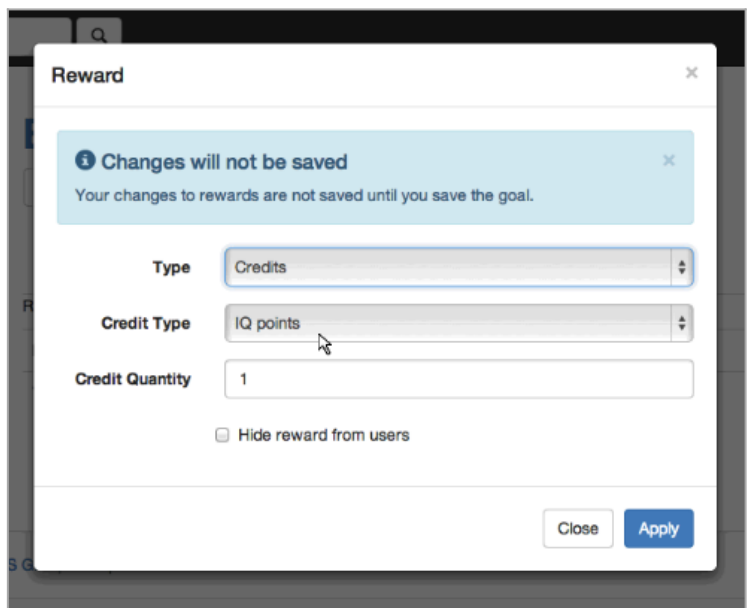 Reward
×
Changes will not be saved
×
Your changes to rewards are not saved until you save the goal.
Type Credits
Credit Type IQ points
Credit Quantity 1
Hide reward from users
Close Apply